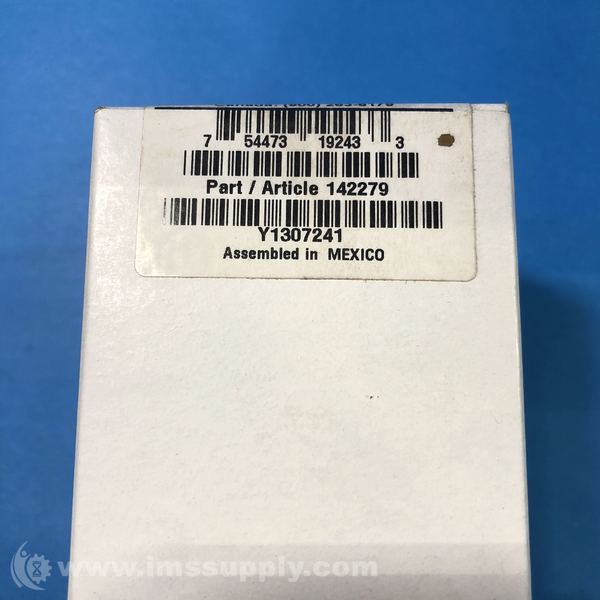 7 54473 19243 3
Part / Article 142279
Y1307241
Assembled in MEXICO
www.imssupply.com